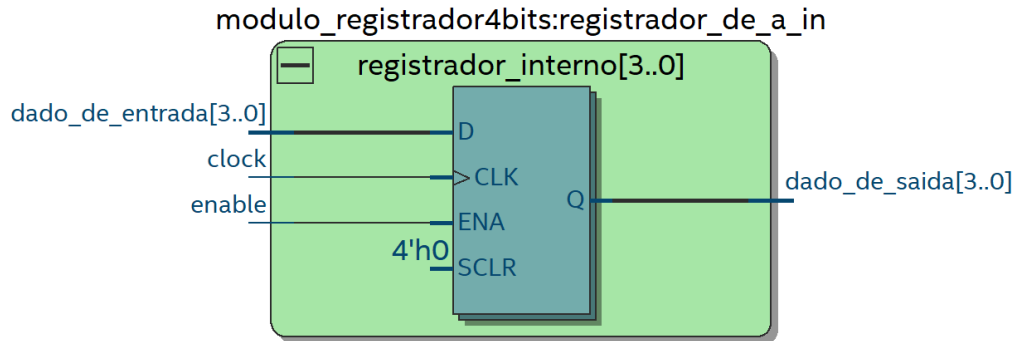 modulo_registrador4bits:registrador_de_a_in
registrador_interno[3..0]
dado_de_entrada[3..0]
D
clock
CLK
dado_de_saida[3..0]
Q
enable
ENA
4'h0
SCLR